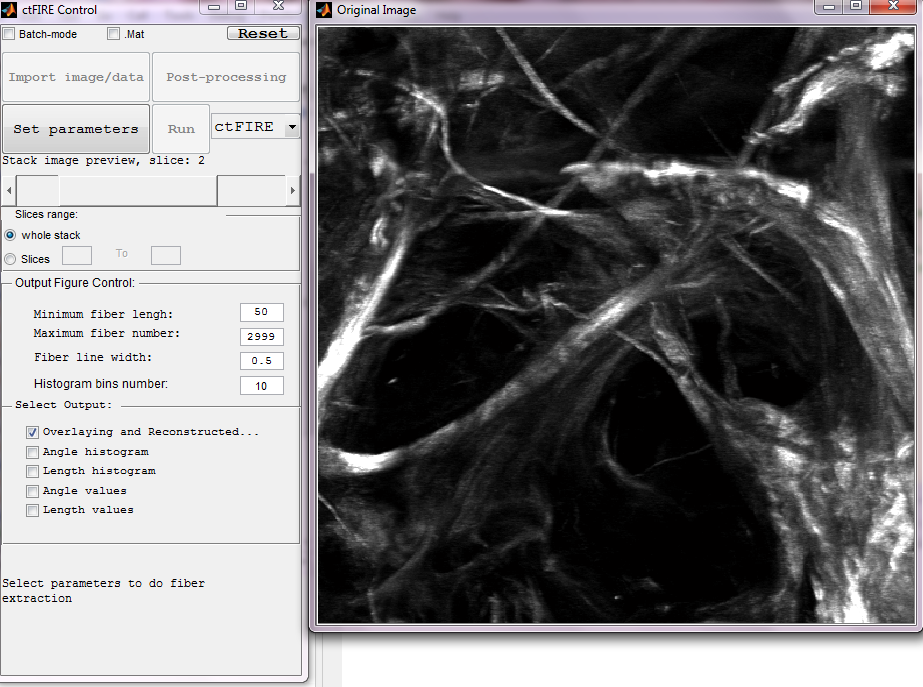 ctFIRE Control
Batch-mode .Mat Reset
Import image/data Post-processing
Set parameters Run ctFIRE
Stack image preview, slice: 2
Slices range:
whole stack
Slices To
Output Figure Control:
Minimum fiber lengh: 50
Maximum fiber number: 2999
Fiber line width: 0.5
Histogram bins number: 10
Select Output:
Overlaying and Reconstructed...
Angle histogram
Length histogram
Angle values
Length values
Select parameters to do fiber
extraction
Original Image